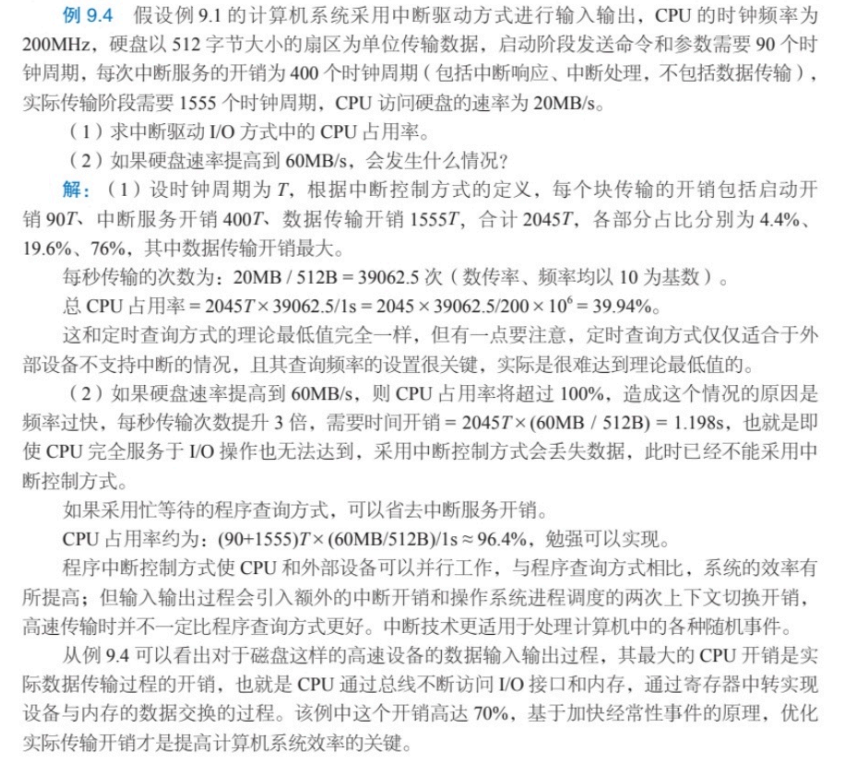 例 9.4 假设例 9.1 的计算机系统采用中断驱动方式进行输入输出，CPU 的时钟频率为
200MHz，硬盘以 512 字节大小的扇区为单位传输数据，启动阶段发送命令和参数需要 90 个时
钟周期，每次中断服务的开销为 400 个时钟周期（包括中断响应、中断处理，不包括数据传输），
实际传输阶段需要 1555 个时钟周期，CPU 访问硬盘的速率为 20MB/s。
（1）求中断驱动 I/O 方式中的 CPU 占用率。
（2）如果硬盘速率提高到 60MB/s，会发生什么情况？
解：（1）设时钟周期为 T，根据中断控制方式的定义，每个块传输的开销包括启动开
销 90T、中断服务开销 400T、数据传输开销 1555T，合计 2045T，各部分占比分别为 4.4%、
19.6%、76%，其中数据传输开销最大。
每秒传输的次数为：20MB / 512B = 39062.5 次（数传率、频率均以 10 为基数）。
总 CPU 占用率 = 2045T × 39062.5/1s = 2045 × 39062.5/200 × 10⁶ = 39.94%。
这和定时查询方式的理论最低值完全一样，但有一点要注意，定时查询方式仅仅适合于外
部设备不支持中断的情况，且其查询频率的设置很关键，实际是很难达到理论最低值的。
（2）如果硬盘速率提高到 60MB/s，则 CPU 占用率将超过 100%，造成这个情况的原因是
频率过快，每秒传输次数提升 3 倍，需要时间开销 = 2045T × (60MB / 512B) = 1.198s，也就是即
使 CPU 完全服务于 I/O 操作也无法达到，采用中断控制方式会丢失数据，此时已经不能采用中
断控制方式。
如果采用忙等待的程序查询方式，可以省去中断服务开销。
CPU 占用率约为：(90+1555)T × (60MB/512B)/1s ≈ 96.4%，勉强可以实现。
程序中断控制方式使 CPU 和外部设备可以并行工作，与程序查询方式相比，系统的效率有
所提高；但输入输出过程会引入额外的中断开销和操作系统进程调度的两次上下文切换开销，
高速传输时并不一定比程序查询方式更好。中断技术更适用于处理计算机中的各种随机事件。
从例 9.4 可以看出对于磁盘这样的高速设备的数据输入输出过程，其最大的 CPU 开销是实
际数据传输过程的开销，也就是 CPU 通过总线不断访问 I/O 接口和内存，通过寄存器中转实现
设备与内存的数据交换的过程。该例中这个开销高达 70%，基于加快经常性事件的原理，优化
实际传输开销才是提高计算机系统效率的关键。